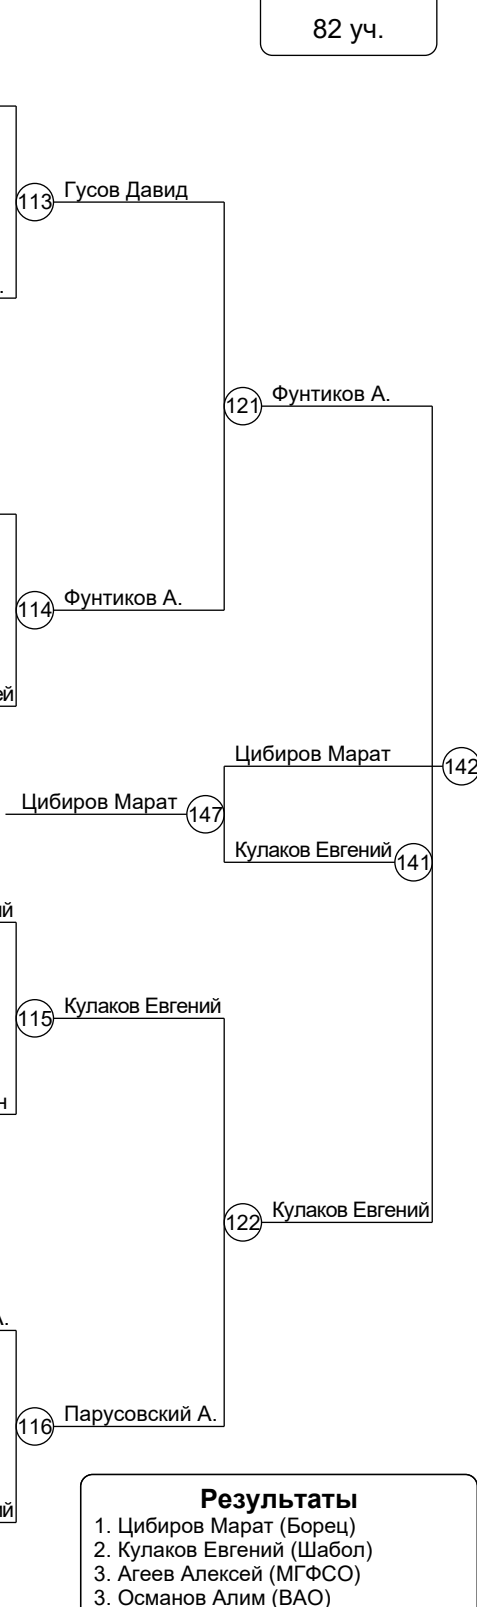 82 уч.
113 Гусов Давид
121 Фунтиков А.
114 Фунтиков А.
Цибиров Марат 142
Цибиров Марат 147
Кулаков Евгений 141
115 Кулаков Евгений
122 Кулаков Евгений
116 Парусовский А.
Результаты
1. Цибиров Марат (Борец)
2. Кулаков Евгений (Шабол)
3. Агеев Алексей (МГФСО)
3. Османов Алим (ВАО)